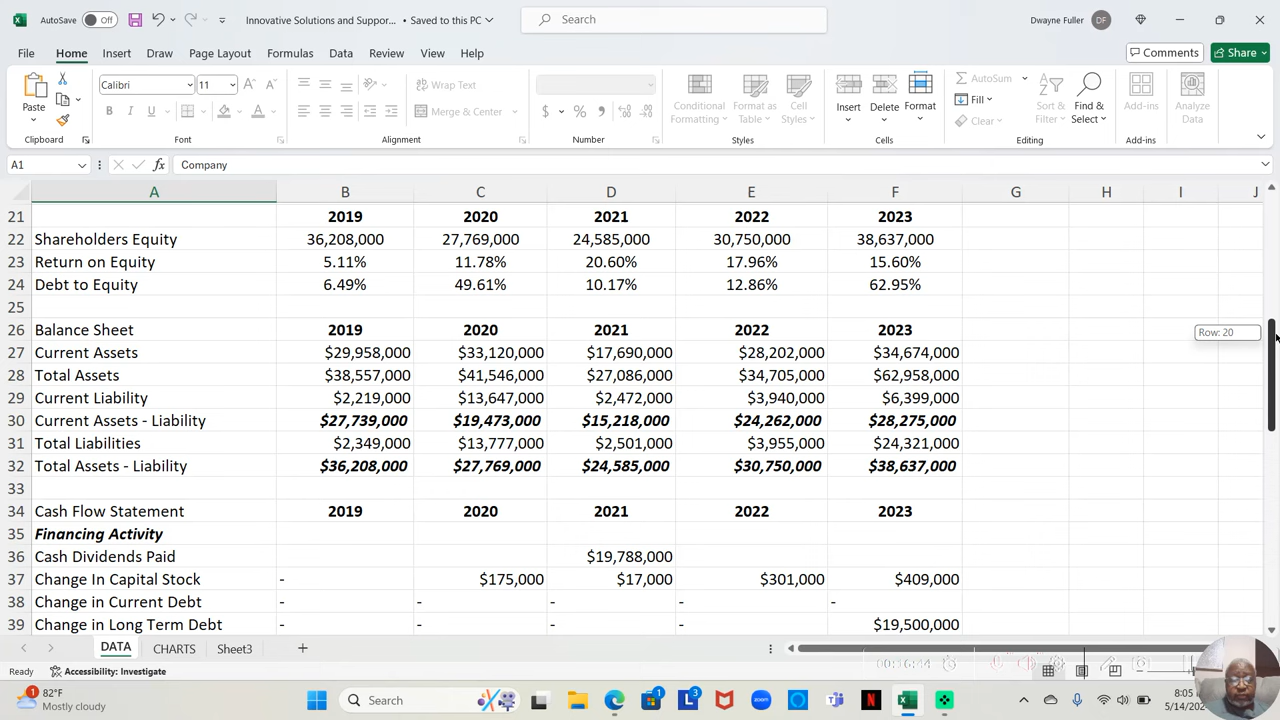 AutoSave Off Innovative Solutions and Suppor... • Saved to this PC Search Dwayne Fuller DF
File Home Insert Draw Page Layout Formulas Data Review View Help Comments Share
Paste Calibri 11 Wrap Text Merge & Center Conditional Formatting Format as Table Cell Styles Insert Delete Format AutoSum Fill Clear Sort & Filter Find & Select Add-ins Analyze Data
Clipboard Font Alignment Number Styles Cells Editing Add-ins
A1 Company
A B C D E F G H I J
21 2019 2020 2021 2022 2023
22 Shareholders Equity 36,208,000 27,769,000 24,585,000 30,750,000 38,637,000
23 Return on Equity 5.11% 11.78% 20.60% 17.96% 15.60%
24 Debt to Equity 6.49% 49.61% 10.17% 12.86% 62.95%
25
26 Balance Sheet 2019 2020 2021 2022 2023
Row: 20
27 Current Assets $29,958,000 $33,120,000 $17,690,000 $28,202,000 $34,674,000
28 Total Assets $38,557,000 $41,546,000 $27,086,000 $34,705,000 $62,958,000
29 Current Liability $2,219,000 $13,647,000 $2,472,000 $3,940,000 $6,399,000
30 Current Assets - Liability $27,739,000 $19,473,000 $15,218,000 $24,262,000 $28,275,000
31 Total Liabilities $2,349,000 $13,777,000 $2,501,000 $3,955,000 $24,321,000
32 Total Assets - Liability $36,208,000 $27,769,000 $24,585,000 $30,750,000 $38,637,000
33
34 Cash Flow Statement 2019 2020 2021 2022 2023
35 Financing Activity
36 Cash Dividends Paid $19,788,000
37 Change In Capital Stock - $175,000 $17,000 $301,000 $409,000
38 Change in Current Debt - - - - -
39 Change in Long Term Debt - - - - $19,500,000
DATA CHARTS Sheet3
Ready Accessibility: Investigate
1 82°F Mostly cloudy Search 1 3 8:05 5/14/20